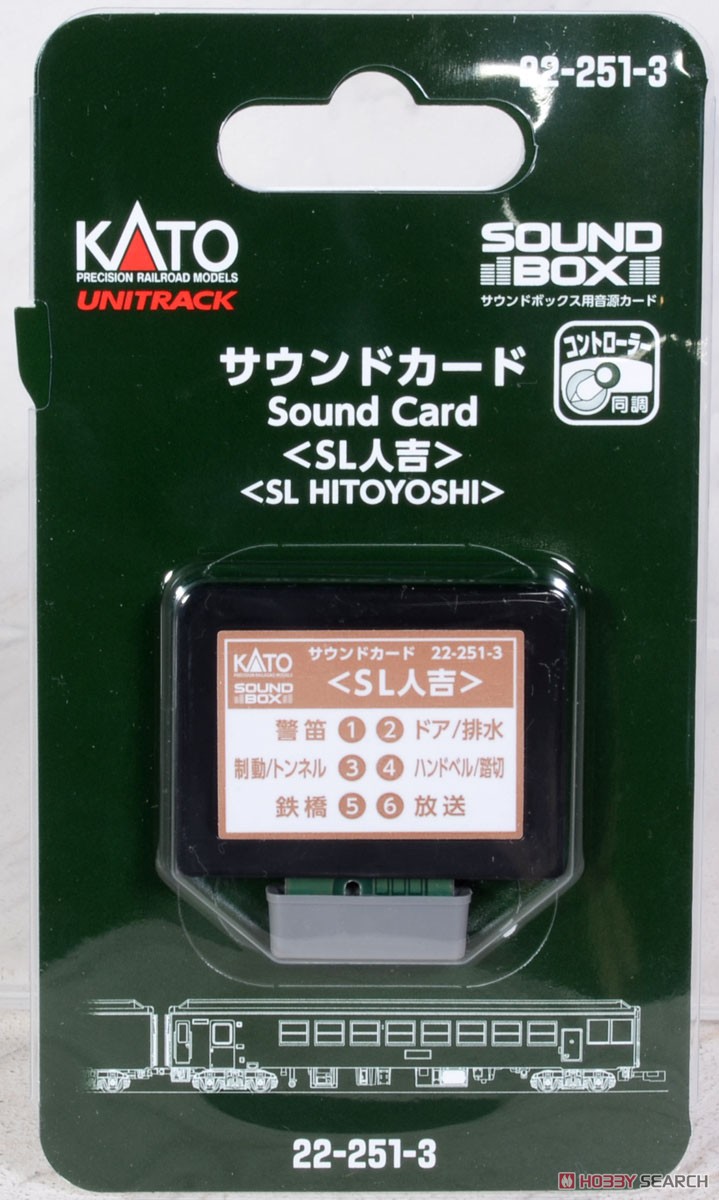 22-251-3
KATO
PRECISION RAILROAD MODELS
UNITRACK
SOUND
BOX
サウンドボックス用音源カード
コントローラー
同調
サウンドカード
Sound Card
<SL人吉>
<SL HITOYOSHI>
KATO
PRECISION RAILROAD MODELS
SOUND
BOX
サウンドカード 22-251-3
<SL人吉>
警笛 1 2 ドア/排水
制動/トンネル 3 4 ハンドベル/踏切
鉄橋 5 6 放送
22-251-3
HOBBY SEARCH